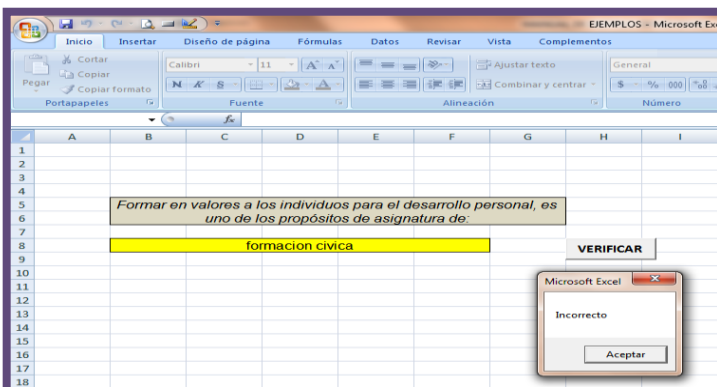 EJEMPLOS - Microsoft Ex
Inicio Insertar Diseño de página Fórmulas Datos Revisar Vista Complementos
Pegar
Cortar
Copiar
Copiar formato
Portapapeles
Calibri 11 A A
N K S A
Fuente
Ajustar texto
Combinar y centrar
Alineación
General
$ % 000
Número
fx
A B C D E F G H I
1
2
3
4
5
6
7
8
9
10
11
12
13
14
15
16
17
18
Formar en valores a los individuos para el desarrollo personal, es
uno de los propósitos de asignatura de:
formacion civica
VERIFICAR
Microsoft Excel
Incorrecto
Aceptar